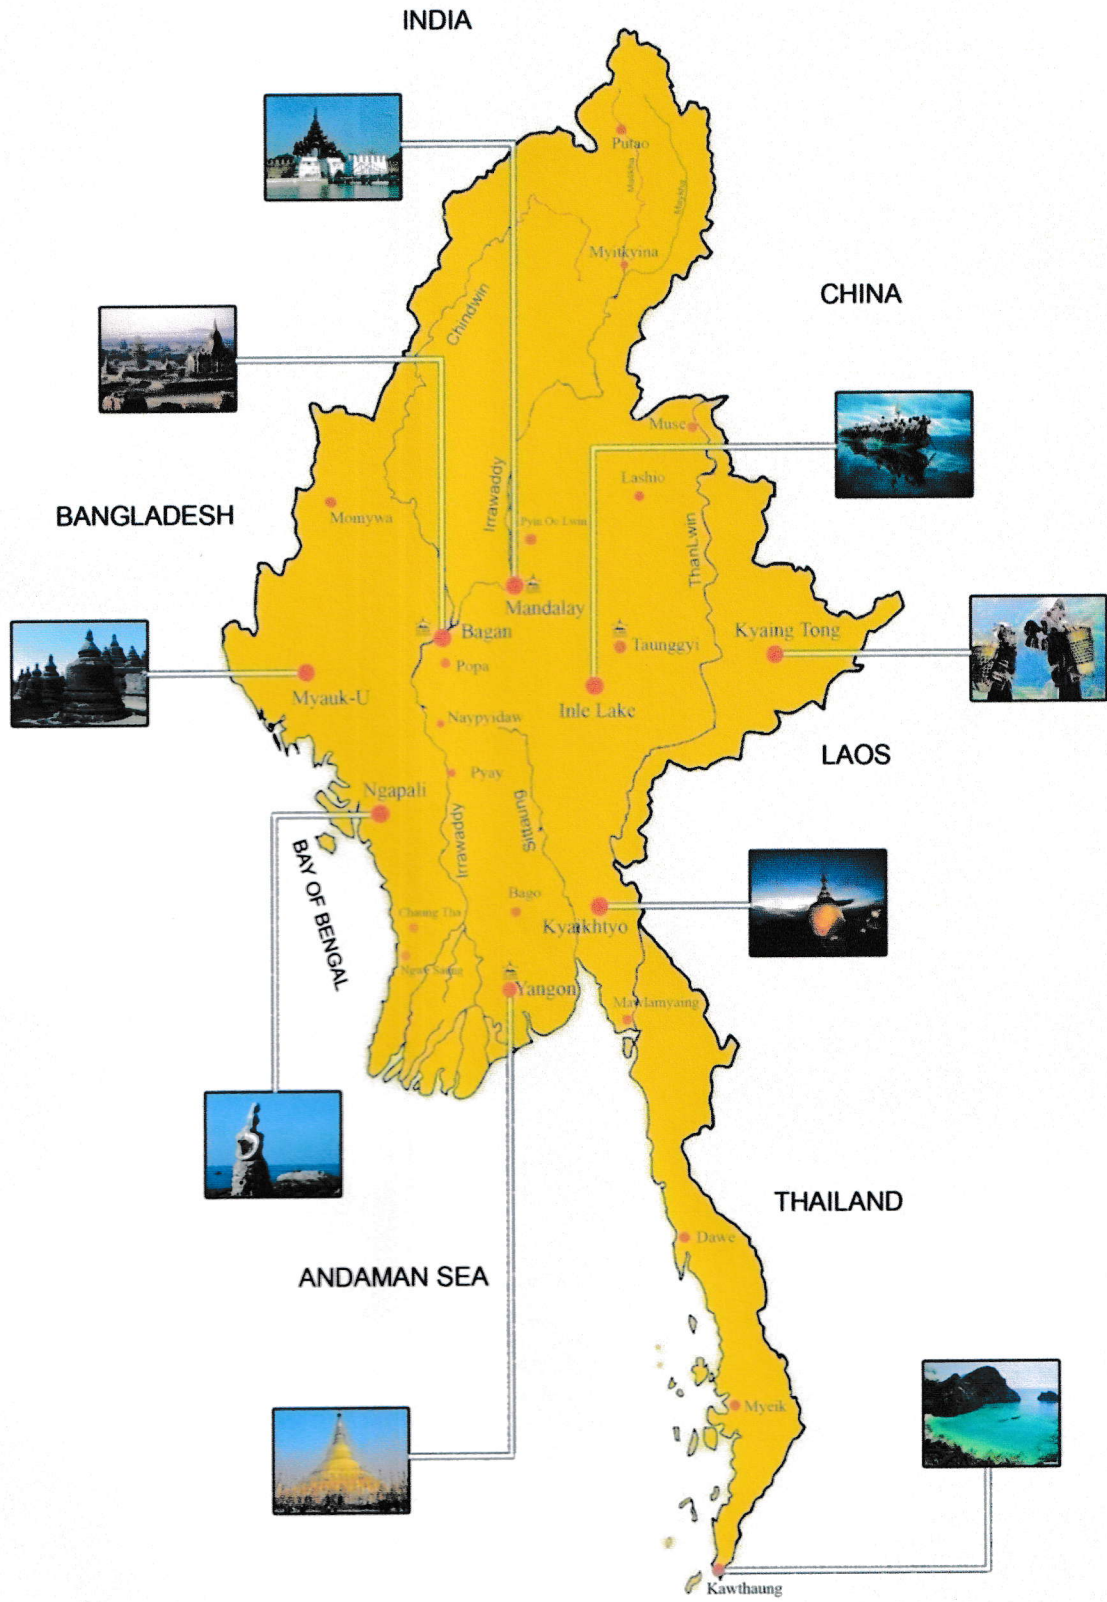 INDIA
Putao
Malikha
Maykha
Myitkyina
CHINA
Chindwin
Muse
Irrawaddy
Lashio
BANGLADESH
Momywa
Pyin Oo Lwin
ThanLwin
Mandalay
Bagan
Taunggyi
Kyaing Tong
Popa
Myauk-U
Inle Lake
Naypyidaw
LAOS
Pyay
Ngapali
Irrawaddy
Sittaung
BAY OF BENGAL
Bago
Chaung Tha
Kyaikhtyo
Ngwe Saung
Yangon
Mawlamyaing
THAILAND
Dawe
ANDAMAN SEA
Myeik
Kawthaung